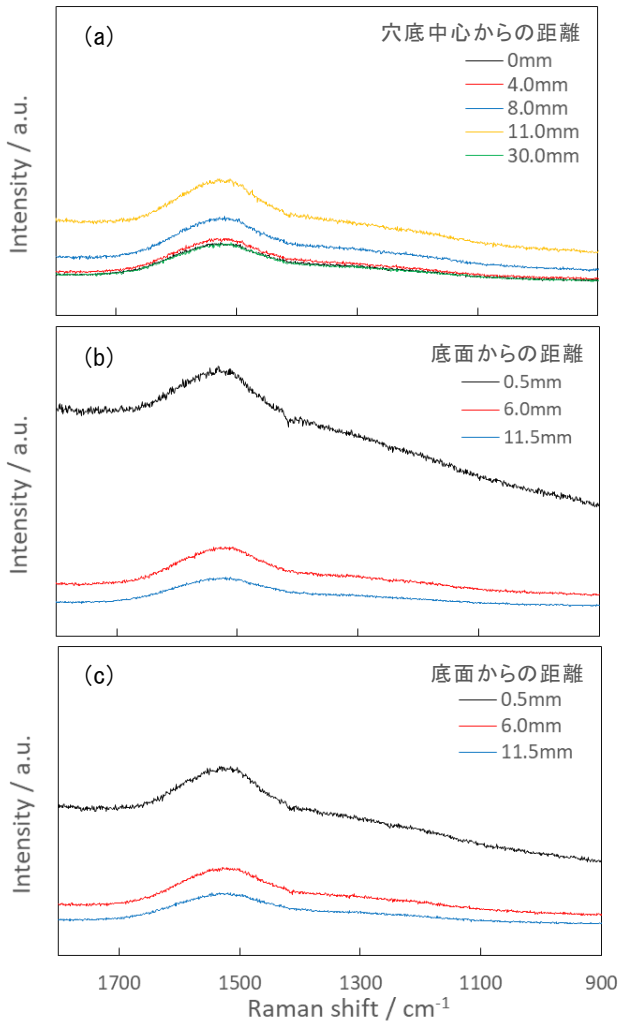 (a)
穴底中心からの距離
0mm
4.0mm
8.0mm
11.0mm
30.0mm
Intensity / a.u.
(b)
底面からの距離
0.5mm
6.0mm
11.5mm
Intensity / a.u.
(c)
底面からの距離
0.5mm
6.0mm
11.5mm
Intensity / a.u.
1700 1500 1300 1100 900
Raman shift / cm⁻¹